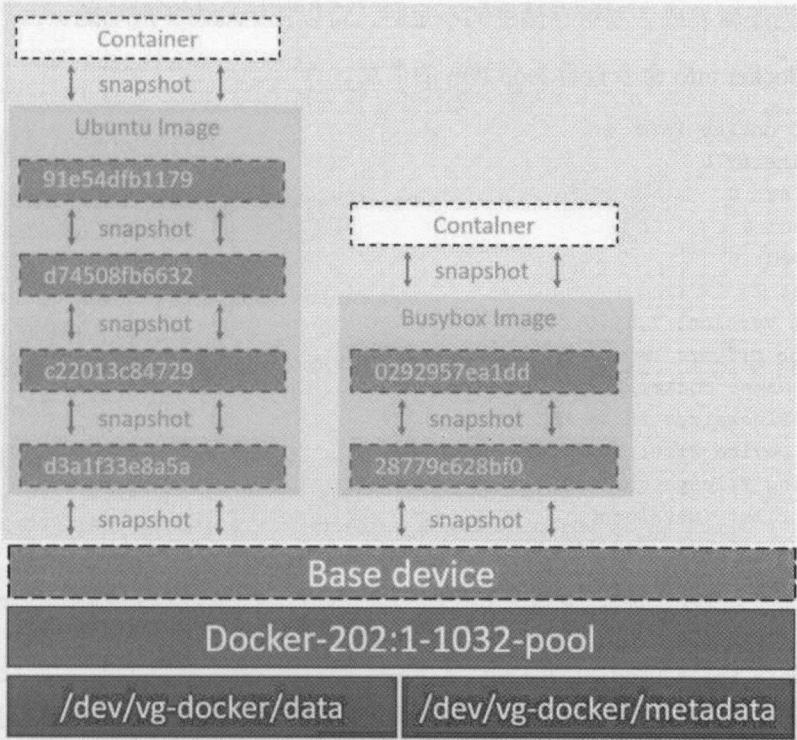 Container
snapshot
Ubuntu Image
91e54dfb1179
snapshot
d74508fb6632
snapshot
c22013c84729
snapshot
d3a1f33e8a5a
snapshot
Container
snapshot
Busybox Image
0292957ea1dd
snapshot
28779c628bf0
snapshot
Base device
Docker-202:1-1032-pool
/dev/vg-docker/data
/dev/vg-docker/metadata